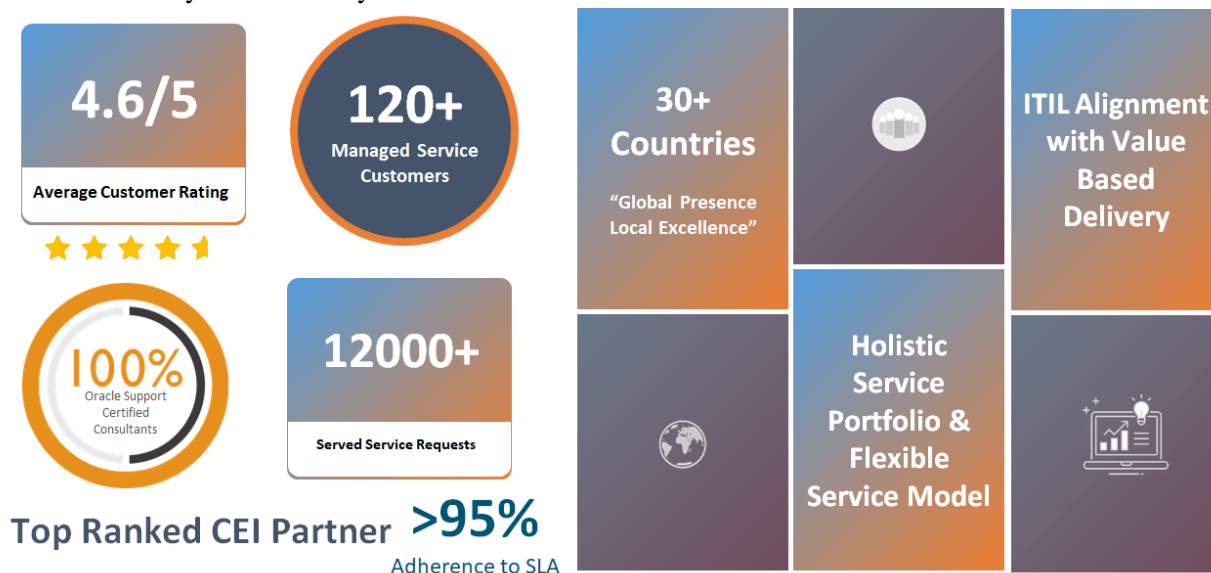 4.6/5
Average Customer Rating
120+
Managed Service
Customers
100%
Oracle Support
Certified
Consultants
12000+
Served Service Requests
Top Ranked CEI Partner
>95%
Adherence to SLA
30+
Countries
“Global Presence
Local Excellence”
Holistic
Service
Portfolio &
Flexible
Service Model
ITIL Alignment
with Value
Based
Delivery